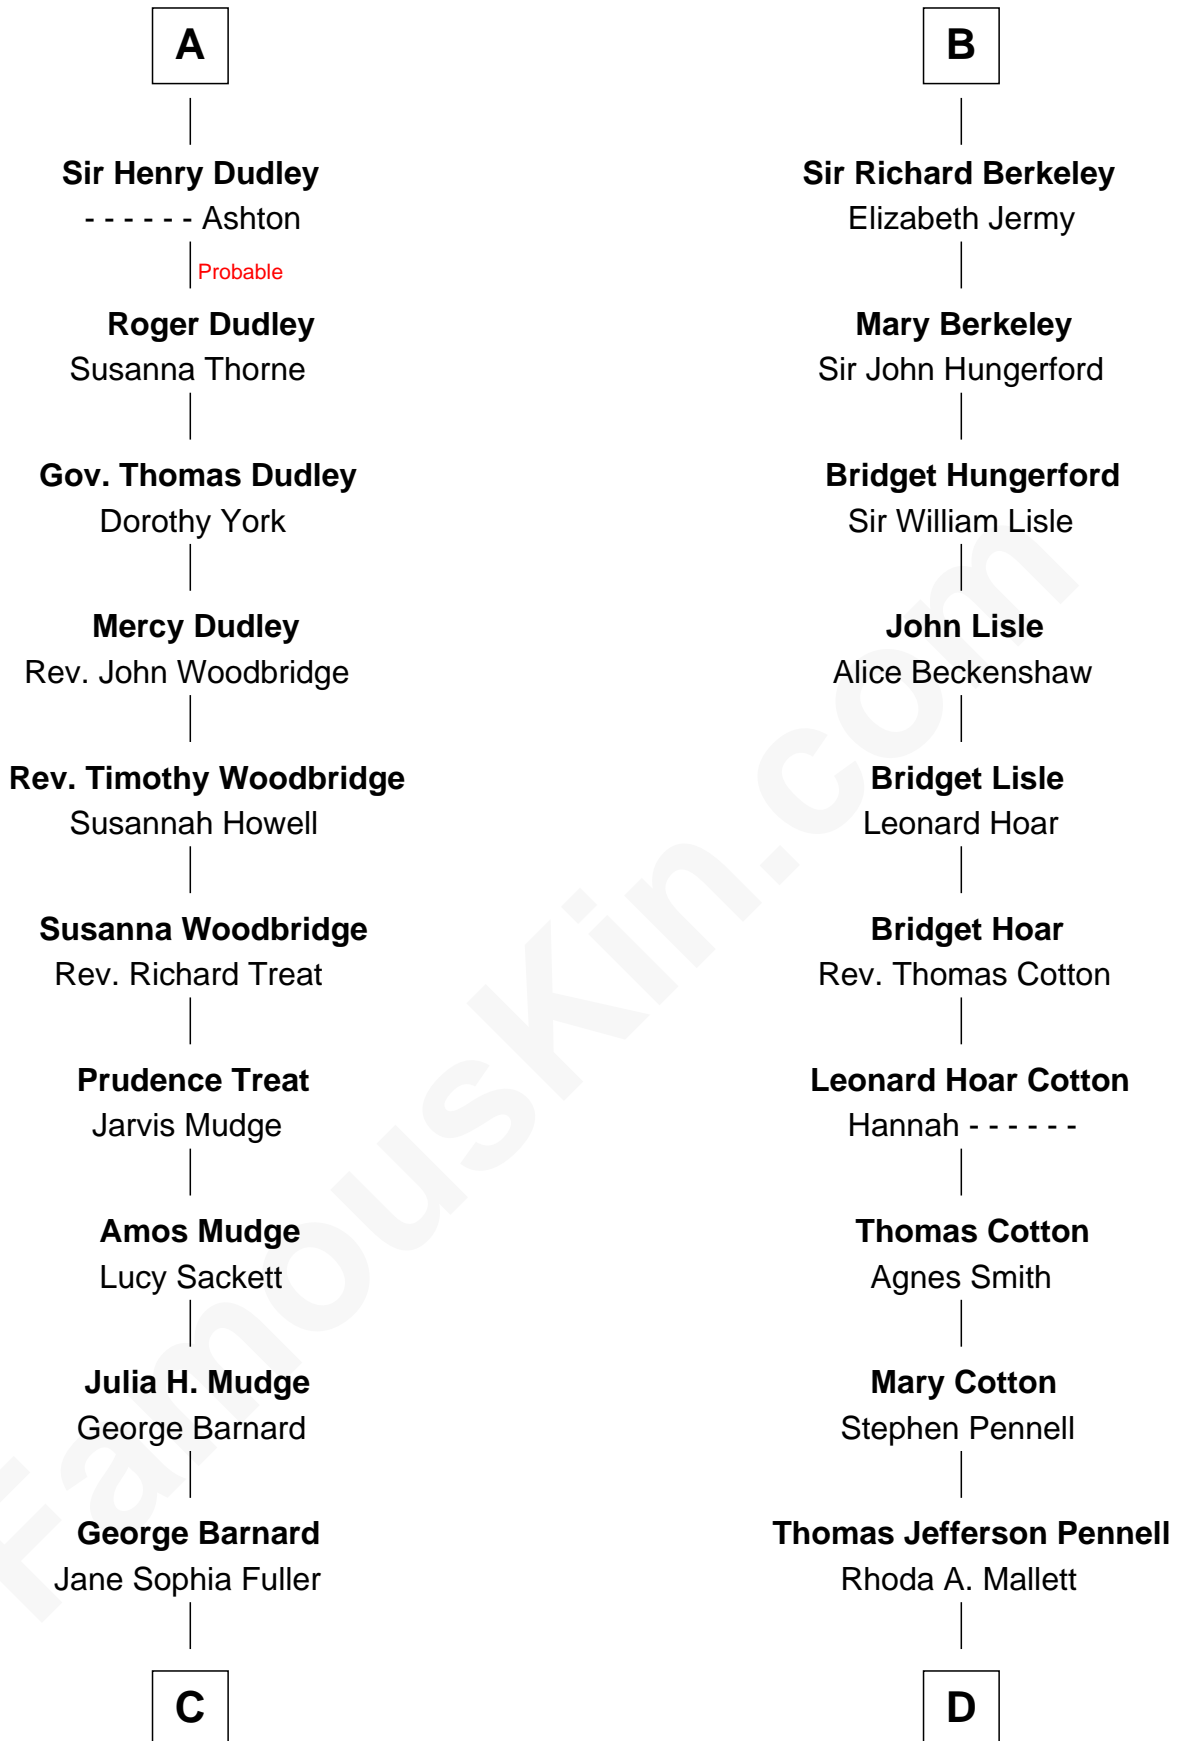 A
Sir Henry Dudley
- - - - - - Ashton
Probable
Roger Dudley
Susanna Thorne
Gov. Thomas Dudley
Dorothy York
Mercy Dudley
Rev. John Woodbridge
Rev. Timothy Woodbridge
Susannah Howell
Susanna Woodbridge
Rev. Richard Treat
Prudence Treat
Jarvis Mudge
Amos Mudge
Lucy Sackett
Julia H. Mudge
George Barnard
George Barnard
Jane Sophia Fuller
C
B
Sir Richard Berkeley
Elizabeth Jermy
Mary Berkeley
Sir John Hungerford
Bridget Hungerford
Sir William Lisle
John Lisle
Alice Beckenshaw
Bridget Lisle
Leonard Hoar
Bridget Hoar
Rev. Thomas Cotton
Leonard Hoar Cotton
Hannah - - - - - -
Thomas Cotton
Agnes Smith
Mary Cotton
Stephen Pennell
Thomas Jefferson Pennell
Rhoda A. Mallett
D
FamousKin.com